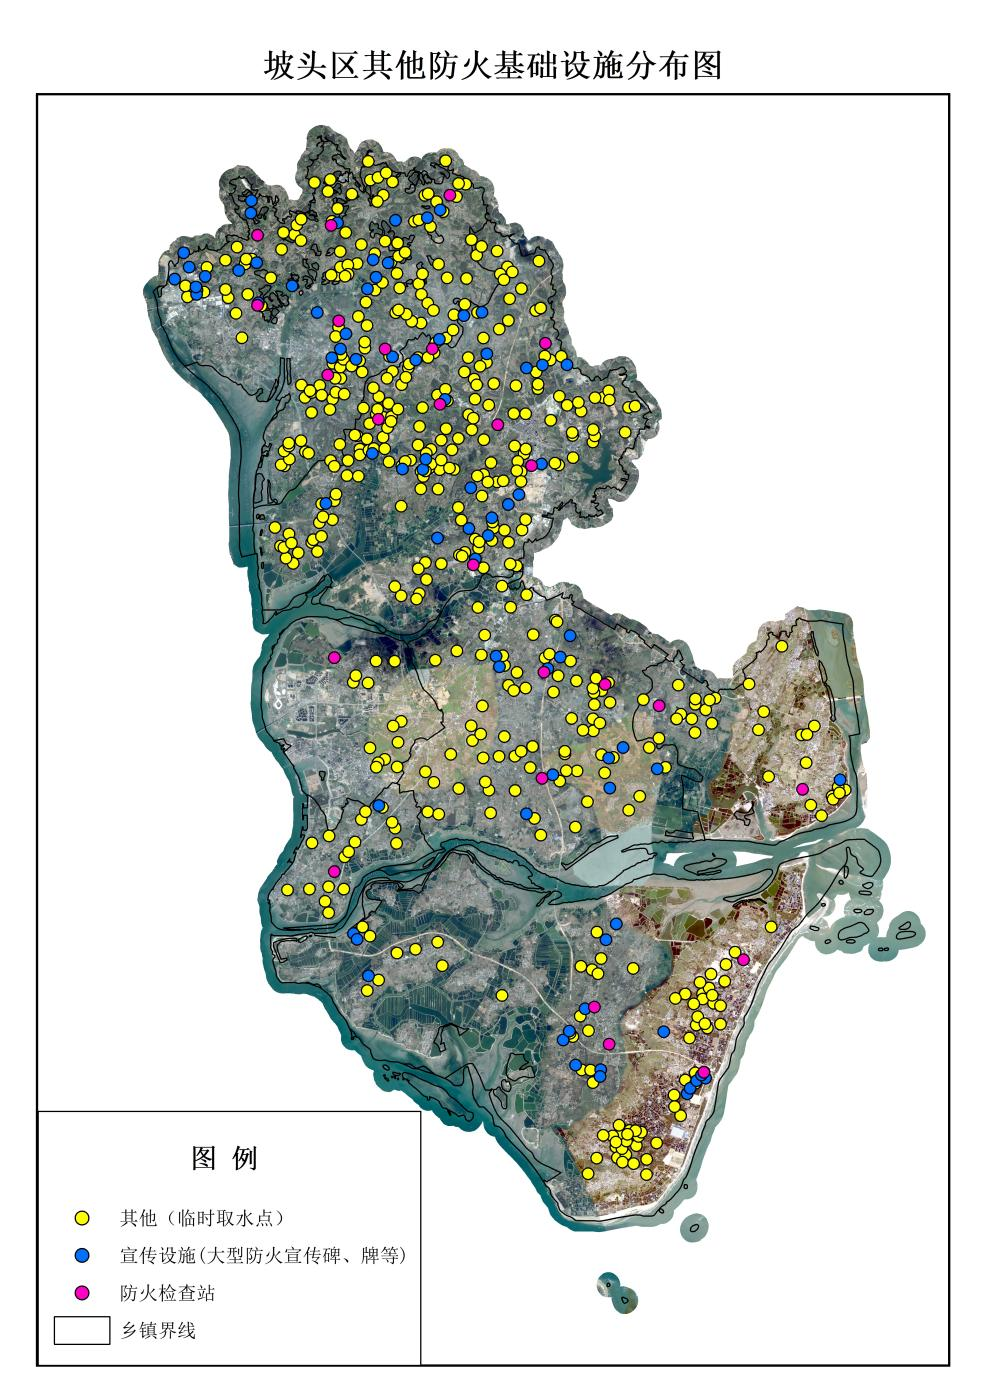 坡头区其他防火基础设施分布图
图 例
其他（临时取水点）
宣传设施(大型防火宣传碑、牌等)
防火检查站
乡镇界线